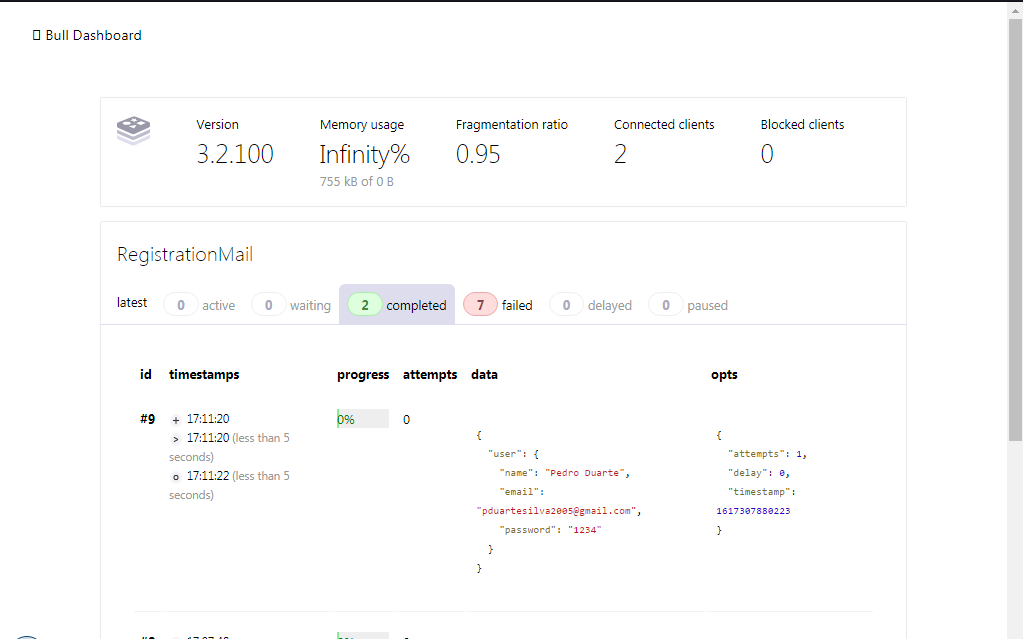 Bull Dashboard
Version Memory usage Fragmentation ratio Connected clients Blocked clients
3.2.100 Infinity% 0.95 2 0
755 kB of 0 B
RegistrationMail
latest 0 active 0 waiting 2 completed 7 failed 0 delayed 0 paused
id timestamps progress attempts data opts
#9 + 17:11:20 0% 0
> 17:11:20 (less than 5
seconds)
o 17:11:22 (less than 5
seconds)
{
"user": {
"name": "Pedro Duarte",
"email":
"pduartesilva2005@gmail.com",
"password": "1234"
}
}
{
"attempts": 1,
"delay": 0,
"timestamp":
1617307880223
}